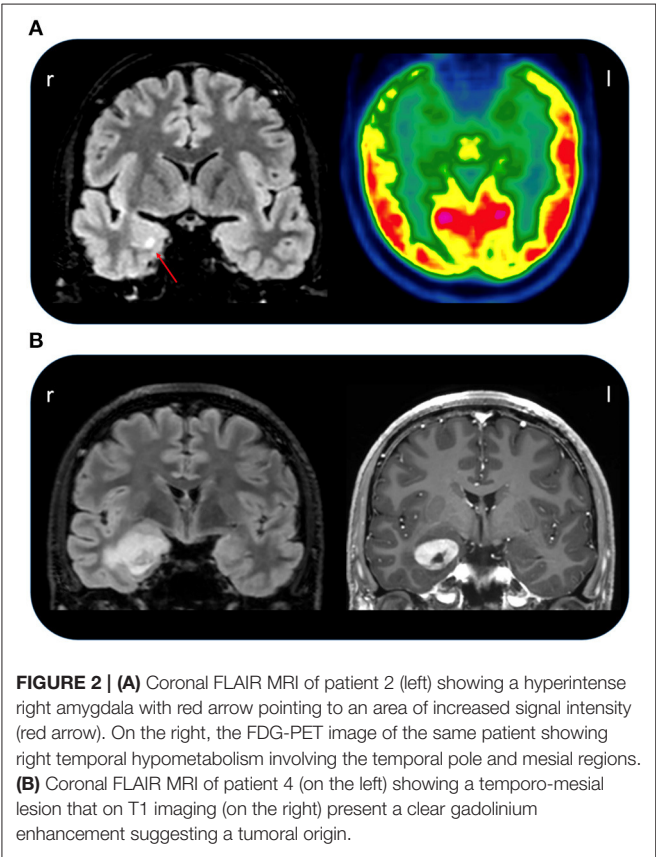 A
r
l
B
r
l
FIGURE 2 | (A) Coronal FLAIR MRI of patient 2 (left) showing a hyperintense
right amygdala with red arrow pointing to an area of increased signal intensity
(red arrow). On the right, the FDG-PET image of the same patient showing
right temporal hypometabolism involving the temporal pole and mesial regions.
(B) Coronal FLAIR MRI of patient 4 (on the left) showing a temporo-mesial
lesion that on T1 imaging (on the right) present a clear gadolinium
enhancement suggesting a tumoral origin.